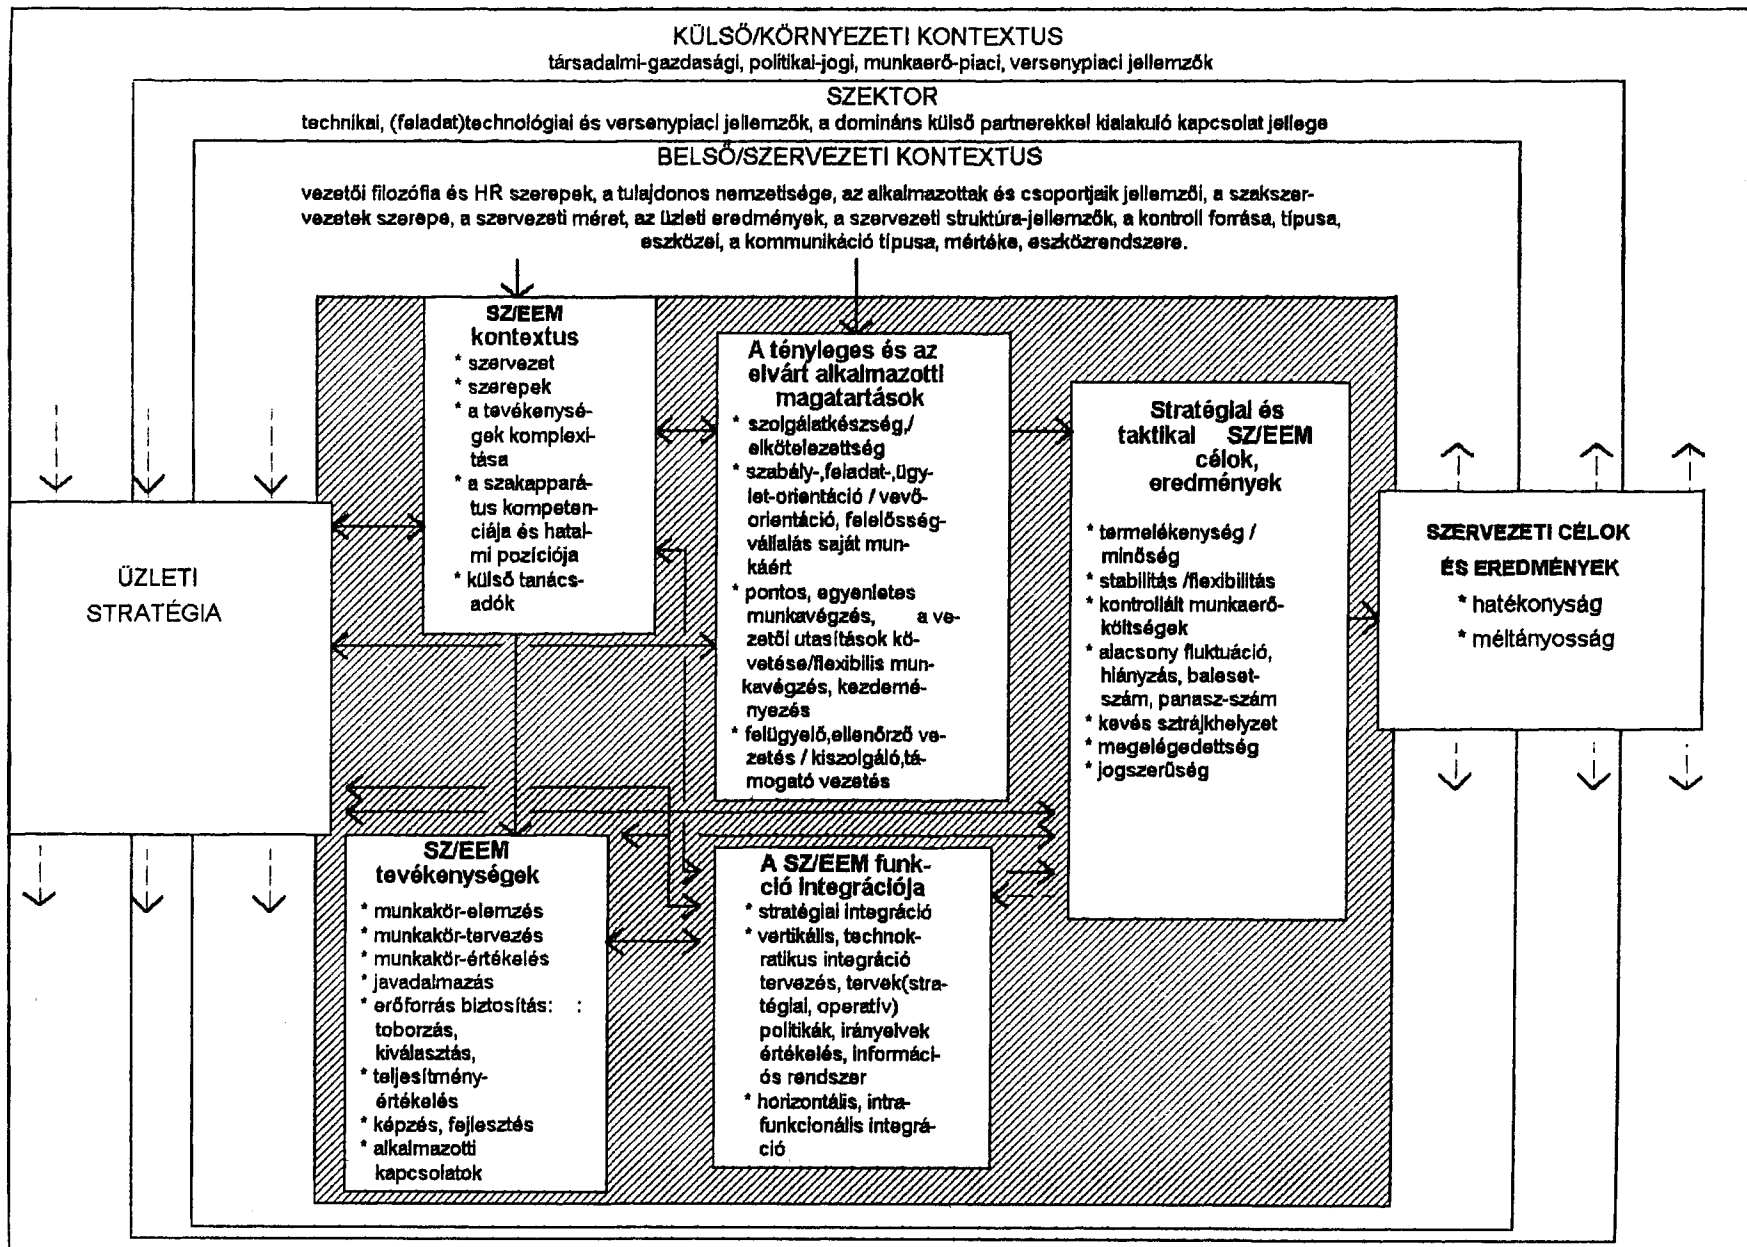 KÜLSŐ/KÖRNYEZETI KONTEXTUS
társadalmi-gazdasági, politikai-jogi, munkaerő-piaci, versenypiaci jellemzők
SZEKTOR
technikai, (feladat)technológiai és versenypiaci jellemzők, a domináns külső partnerekkel kialakuló kapcsolat jellege
BELSŐ/SZERVEZETI KONTEXTUS
vezetői filozófia és HR szerepek, a tulajdonos nemzetisége, az alkalmazottak és csoportjaik jellemzői, a szakszer-
vezetek szerepe, a szervezeti méret, az üzleti eredmények, a szervezeti struktúra-jellemzők, a kontroll forrása, típusa,
eszközei, a kommunikáció típusa, mértéke, eszközrendszere.
ÜZLETI
STRATÉGIA
SZ/EEM
kontextus
* szervezet
* szerepek
* a tevékenysé-
gek komplexi-
tása
* a szakappará-
tus kompeten-
ciája és hatal-
mi pozíciója
* külső tanács-
adók
A tényleges és az
elvárt alkalmazotti
magatartások
* szolgálatkészség,/
elkötelezettség
* szabály-,feladat-,ügy-
let-orientáció / vevő-
orientáció, felelősség-
vállalás saját mun-
káért
* pontos, egyenletes
munkavégzés, a ve-
zetői utasítások kö-
vetése/flexibilis mun-
kavégzés, kezdemé-
nyezés
* felügyelő,ellenőrző ve-
zetés / kiszolgáló,tá-
mogató vezetés
Stratégiai és
taktikai SZ/EEM
célok,
eredmények
* termelékenység /
minőség
* stabilitás /flexibilitás
* kontrollált munkaerő-
költségek
* alacsony fluktuáció,
hiányzás, baleset-
szám, panasz-szám
* kevés sztrájkhelyzet
* megelégedettség
* jogszerűség
SZERVEZETI CÉLOK
ÉS EREDMÉNYEK
* hatékonyság
* méltányosság
SZ/EEM
tevékenységek
* munkakör-elemzés
* munkakör-tervezés
* munkakör-értékelés
* javadalmazás
* erőforrás biztosítás: :
toborzás,
kiválasztás,
* teljesítmény-
értékelés
* képzés, fejlesztés
* alkalmazotti
kapcsolatok
A SZ/EEM funk-
ció integrációja
* stratégiai integráció
* vertikális, technok-
ratikus integráció
tervezés, tervek(stra-
tégiai, operatív)
politikák, irányelvek
értékelés, informáci-
ós rendszer
* horizontális, intra-
funkcionális integrá-
ció